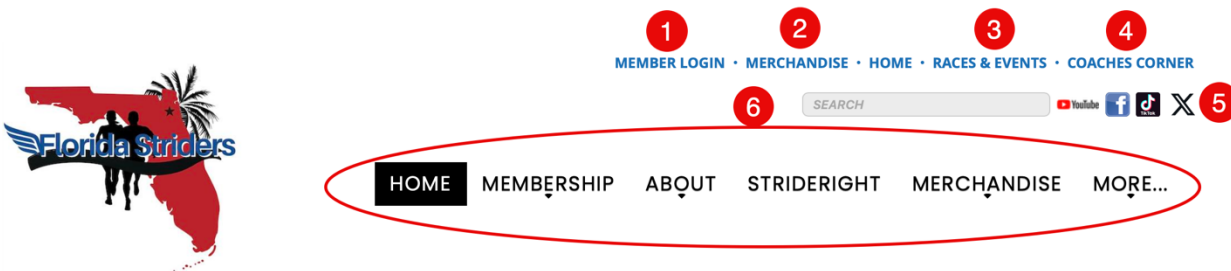 1 2 3 4
MEMBER LOGIN · MERCHANDISE · HOME · RACES & EVENTS · COACHES CORNER
6 SEARCH YouTube f TikTok X 5
Florida Striders
HOME MEMBERSHIP ABOUT STRIDERIGHT MERCHANDISE MORE...